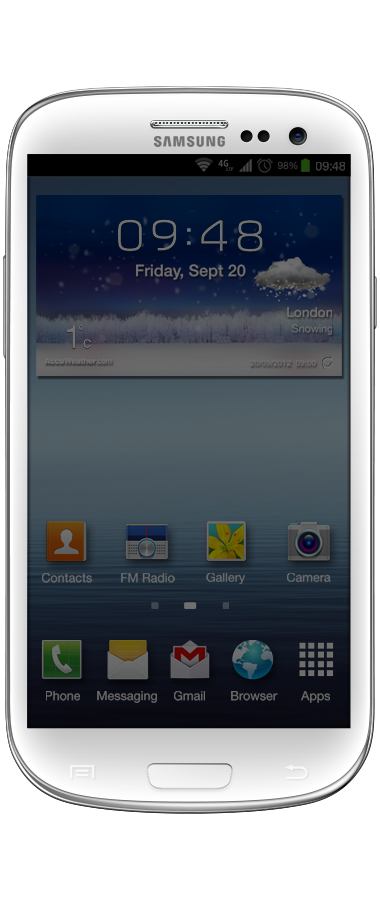 SAMSUNG
4G
LTE
98%
09:48
09:48
Friday, Sept 20
London
Snowing
1°c
AccuWeather.com
20/09/2012 09:30
Contacts
FM Radio
Gallery
Camera
Phone
Messaging
Gmail
Browser
Apps